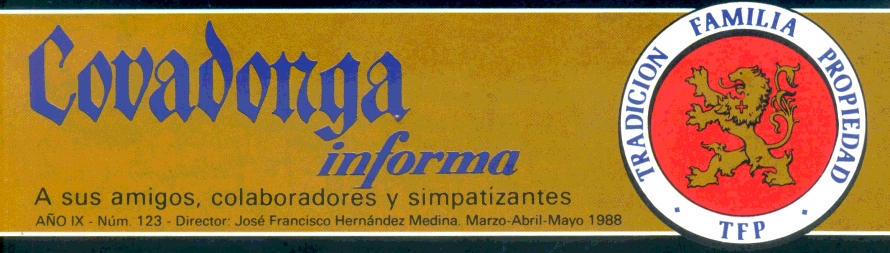 Covadonga
informa
A sus amigos, colaboradores y simpatizantes
AÑO IX - Núm. 123 - Director: José Francisco Hernández Medina. Marzo-Abril-Mayo 1988
TRADICION FAMILIA PROPIEDAD
· TFP ·